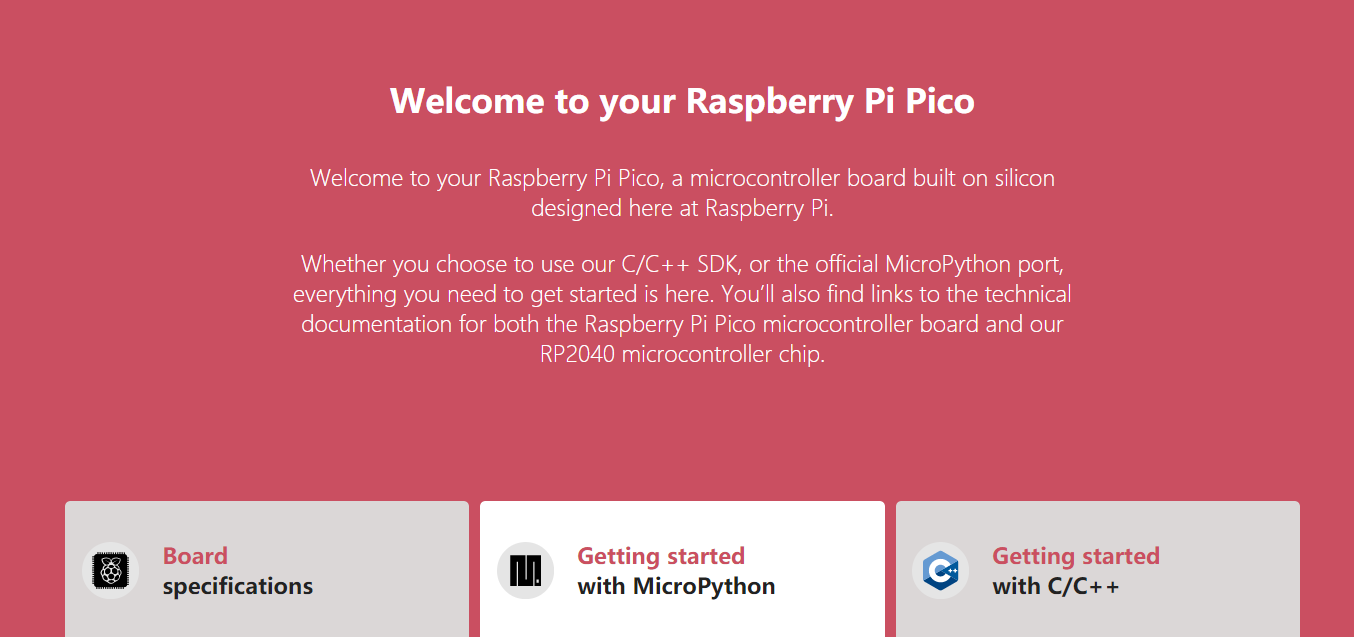 Welcome to your Raspberry Pi Pico
Welcome to your Raspberry Pi Pico, a microcontroller board built on silicon
designed here at Raspberry Pi.
Whether you choose to use our C/C++ SDK, or the official MicroPython port,
everything you need to get started is here. You’ll also find links to the technical
documentation for both the Raspberry Pi Pico microcontroller board and our
RP2040 microcontroller chip.
Board
specifications
Getting started
with MicroPython
C++
Getting started
with C/C++